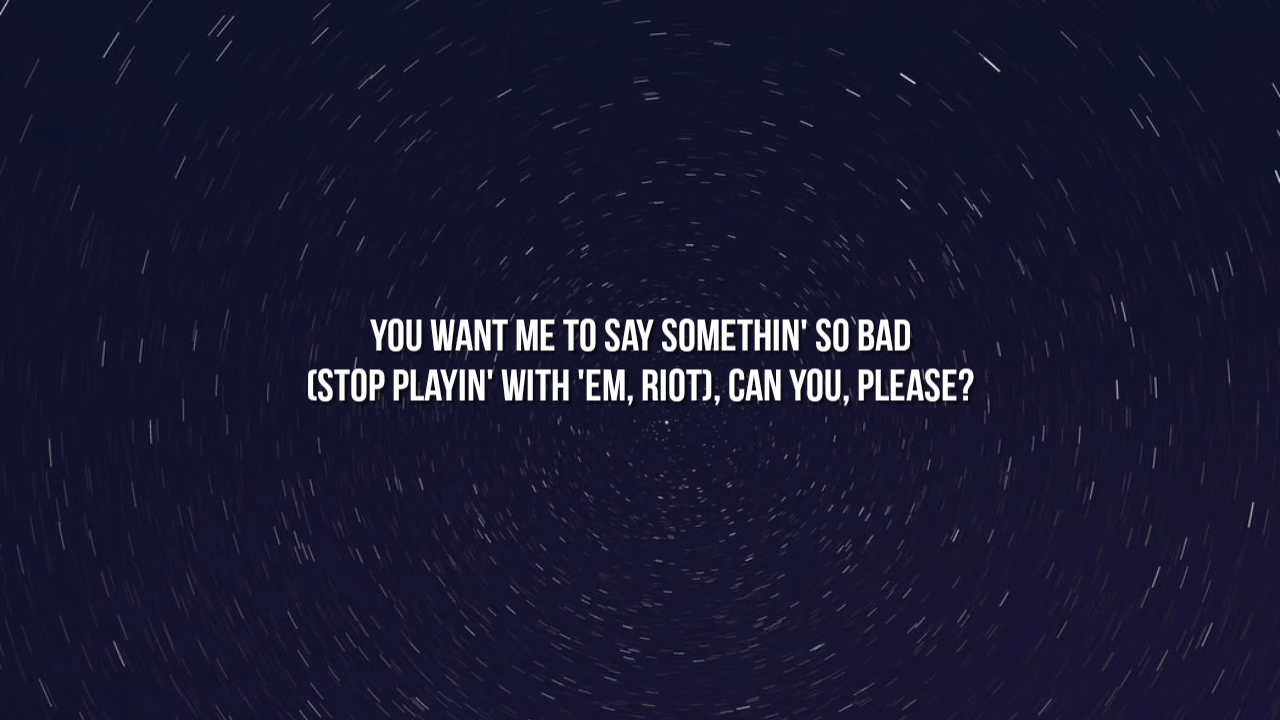 YOU WANT ME TO SAY SOMETHIN' SO BAD
(STOP PLAYIN' WITH 'EM, RIOT), CAN YOU, PLEASE?